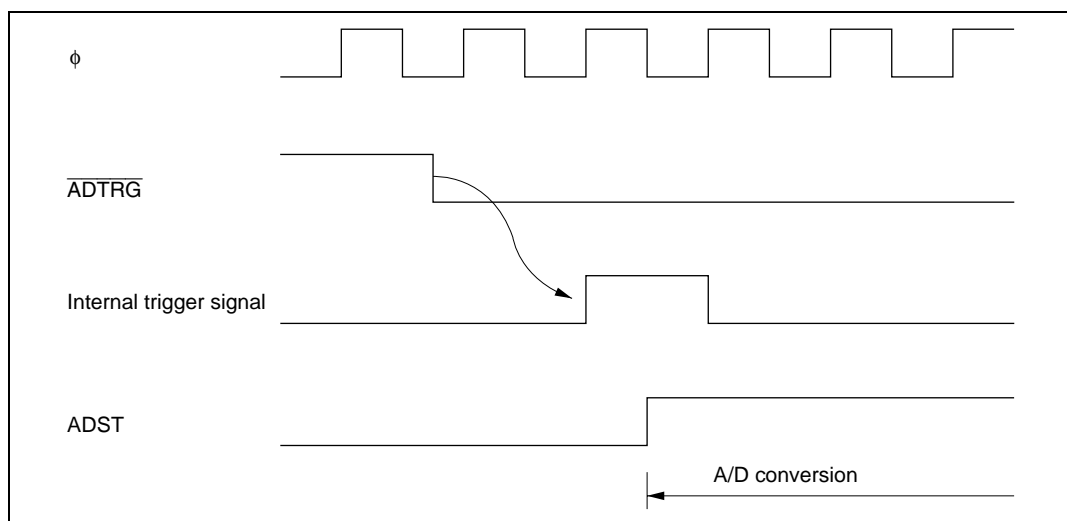 ϕ
ADTRG
Internal trigger signal
ADST
A/D conversion